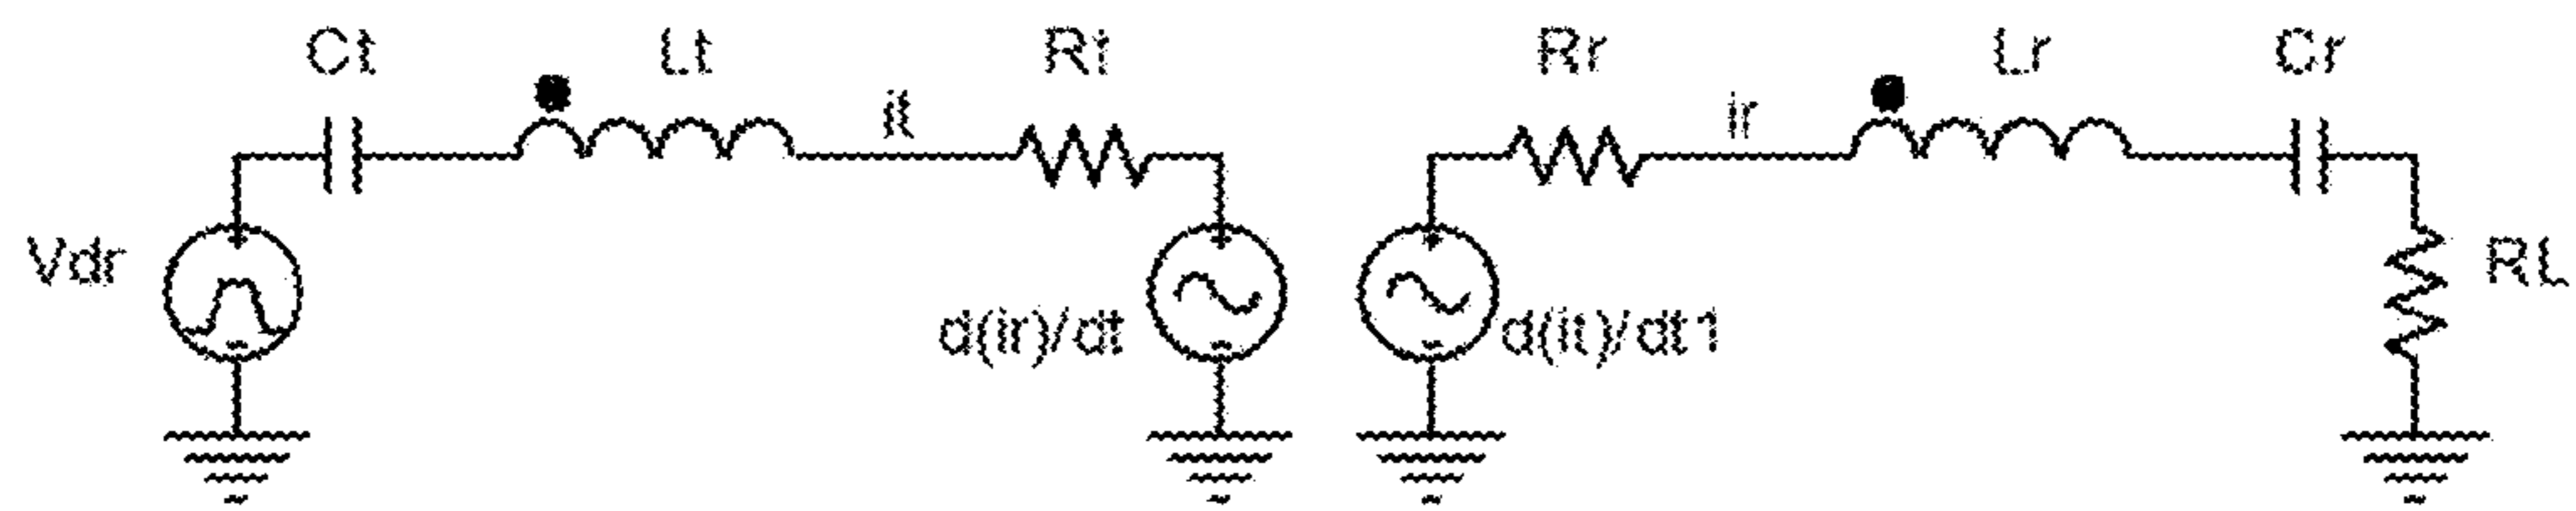 Ct Lt Rt Rr Lr Cr
it ir
Vdr RL
d(ir)/dt d(it)/dt1